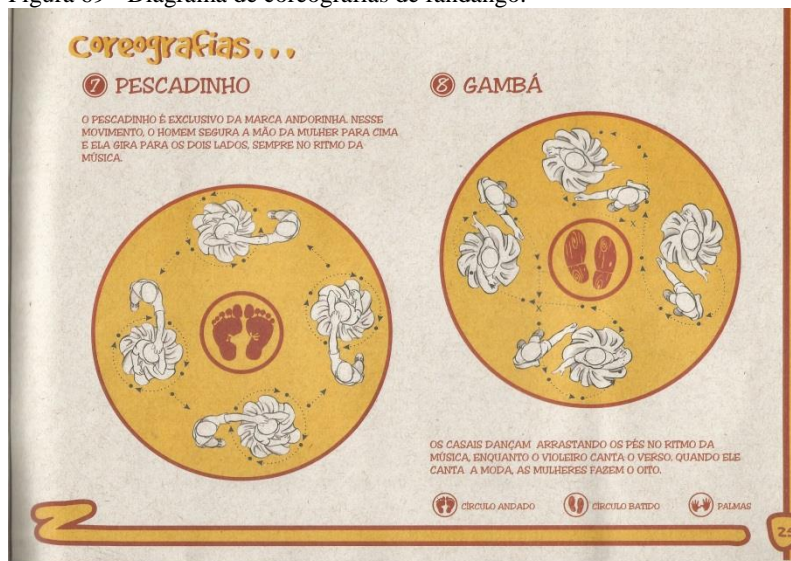 Figura 69 - Diagrama de coreografias de fandango.
Coreografias...
7 PESCADINHO
O PESCADINHO É EXCLUSIVO DA MARCA ANDORINHA. NESSE
MOVIMENTO, O HOMEM SEGURA A MÃO DA MULHER PARA CIMA
E ELA GIRA PARA OS DOIS LADOS, SEMPRE NO RITMO DA
MÚSICA.
8 GAMBÁ
X
X
OS CASAIS DANÇAM ARRASTANDO OS PÉS NO RITMO DA
MÚSICA, ENQUANTO O VIOLEIRO CANTA O VERSO. QUANDO ELE
CANTA A MODA, AS MULHERES FAZEM O OITO.
CÍRCULO ANDADO
CÍRCULO BATIDO
PALMAS